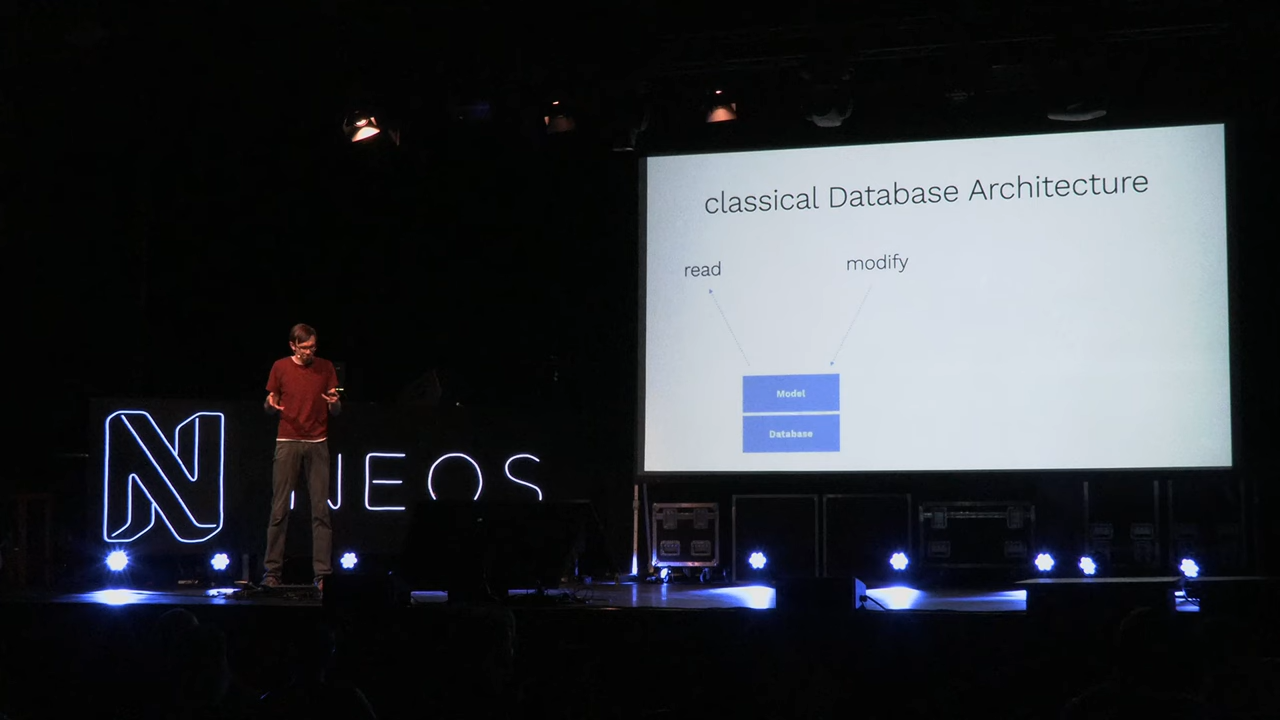 classical Database Architecture
read
modify
Model
Database
NEOS